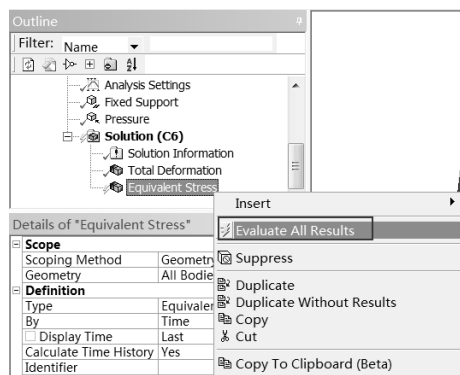 Outline
Filter: Name
Analysis Settings
Fixed Support
Pressure
Solution (C6)
Solution Information
Total Deformation
Equivalent Stress
Insert
Evaluate All Results
Suppress
Duplicate
Duplicate Without Results
Copy
Cut
Copy To Clipboard (Beta)
Details of "Equivalent Stress"
Scope
Scoping Method Geometry
Geometry All Bodie
Definition
Type Equivaler
By Time
Display Time Last
Calculate Time History Yes
Identifier